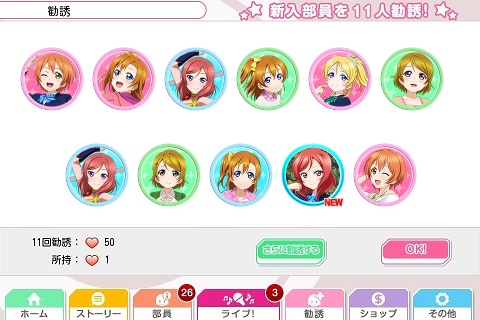 勧誘
新入部員を11人勧誘!
NEW
11回勧誘: 50
所持: 1
さらに勧誘する
OK!
26
3
ホーム
ストーリー
部員
ライブ!
勧誘
ショップ
その他